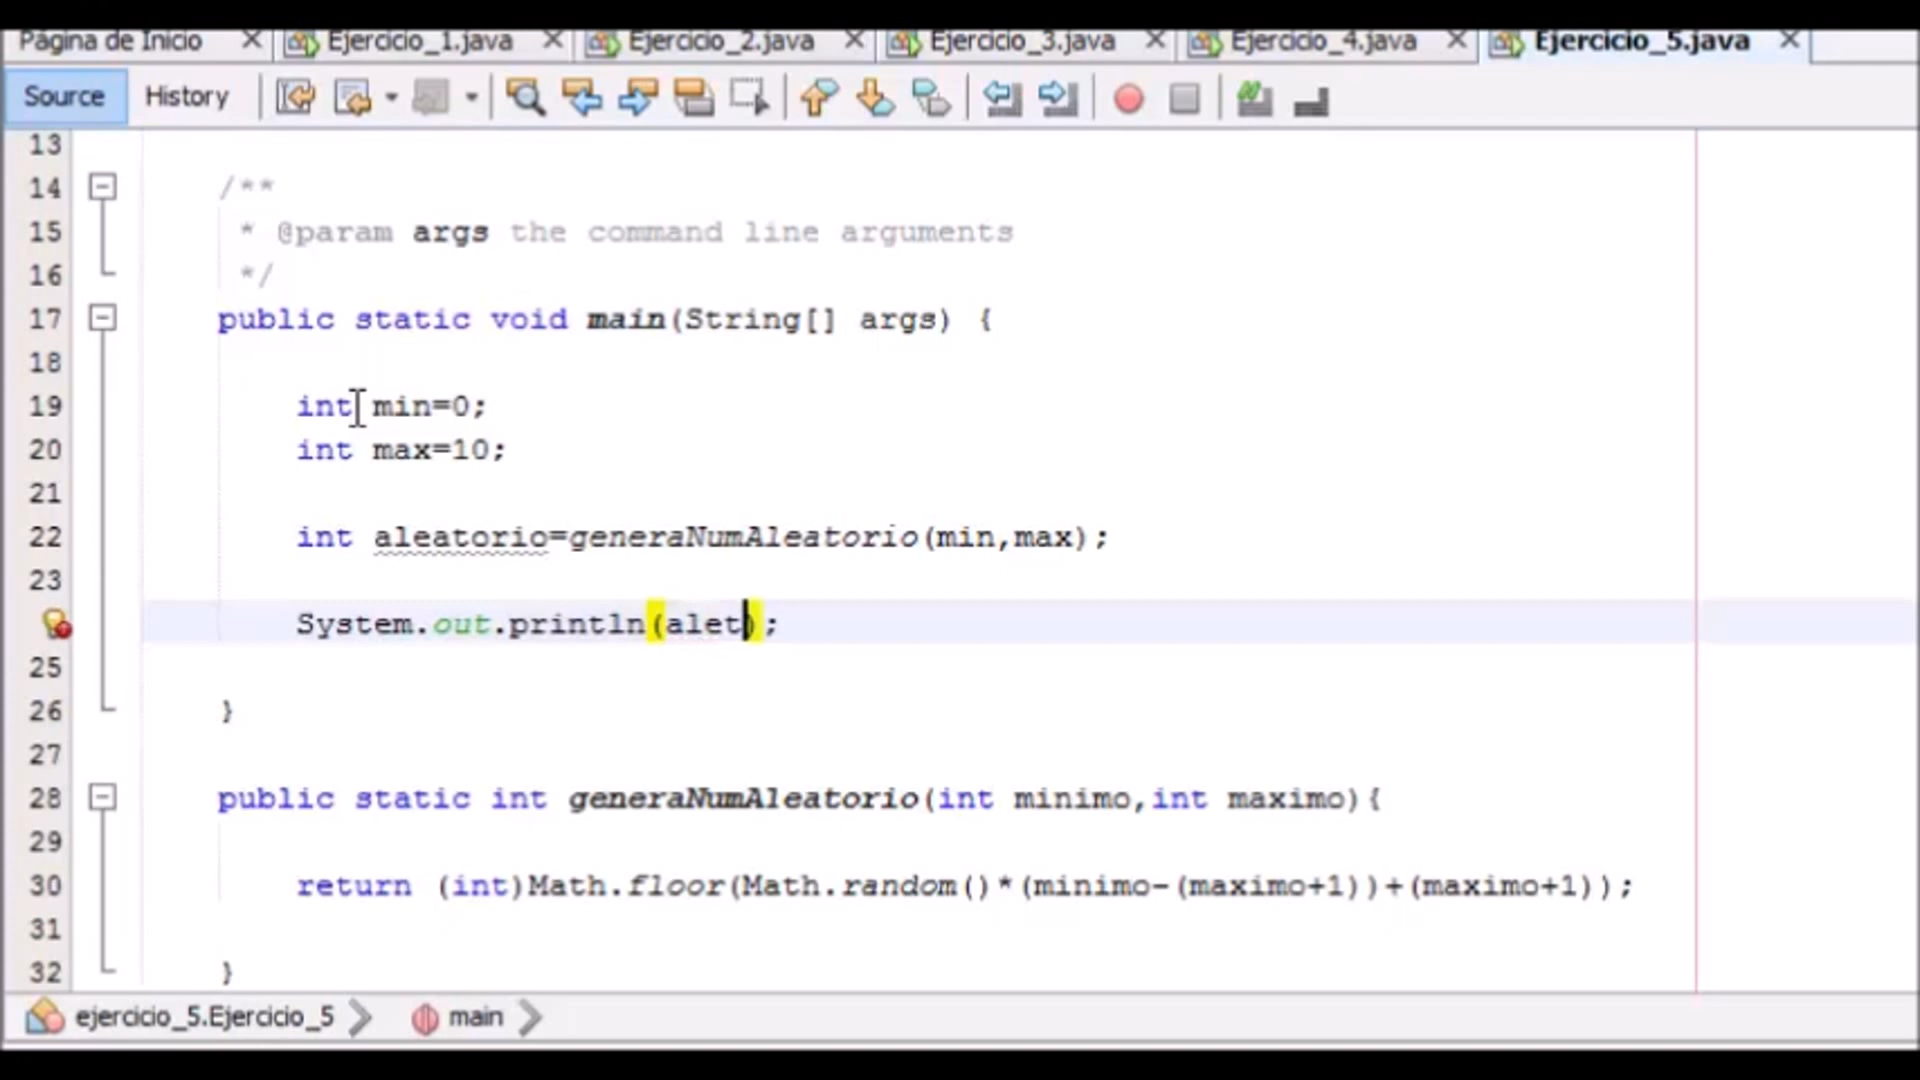 Página de Inicio Ejercicio_1.java Ejercicio_2.java Ejercicio_3.java Ejercicio_4.java Ejercicio_5.java
Source History
13
14 /**
15 * @param args the command line arguments
16 */
17 public static void main(String[] args) {
18
19 int min=0;
20 int max=10;
21
22 int aleatorio=generaNumAleatorio(min,max);
23
System.out.println(alet);
25
26 }
27
28 public static int generaNumAleatorio(int minimo,int maximo){
29
30 return (int)Math.floor(Math.random()*(minimo-(maximo+1))+(maximo+1));
31
32 }
ejercicio_5.Ejercicio_5 main